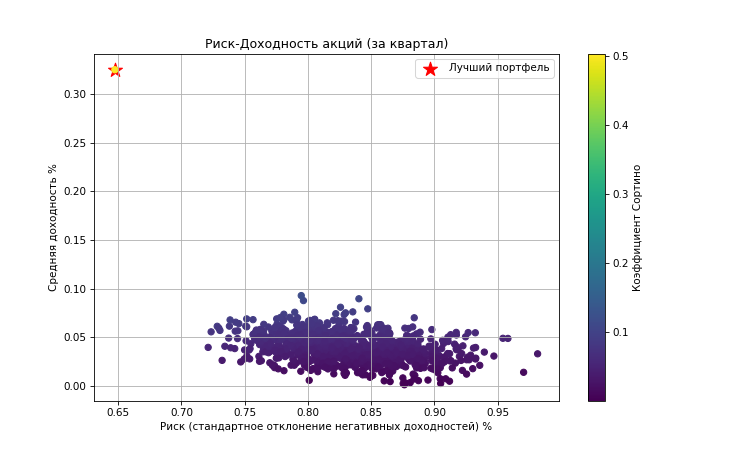 Риск-Доходность акций (за квартал)
Лучший портфель
Средняя доходность %
0.30
0.25
0.20
0.15
0.10
0.05
0.00
0.65 0.70 0.75 0.80 0.85 0.90 0.95
Риск (стандартное отклонение негативных доходностей) %
0.5
0.4
0.3
0.2
0.1
Коэффициент Сортино